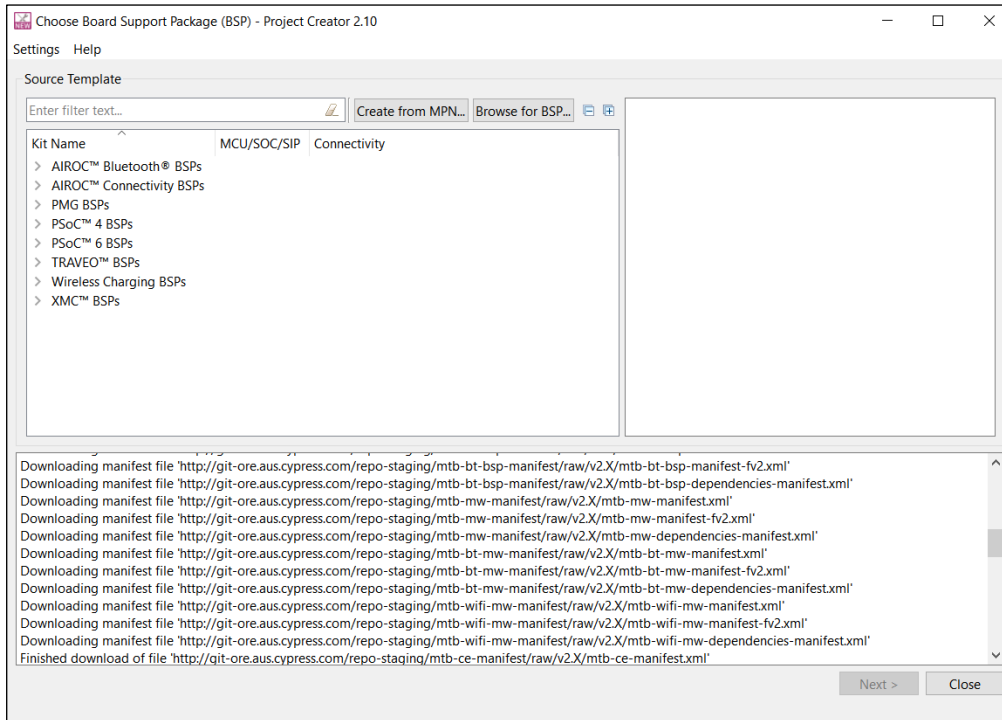 NEW
Choose Board Support Package (BSP) - Project Creator 2.10
Settings Help
Source Template
Enter filter text...
Create from MPN... Browse for BSP...
Kit Name MCU/SOC/SIP Connectivity
AIROC™ Bluetooth® BSPs
AIROC™ Connectivity BSPs
PMG BSPs
PSoC™ 4 BSPs
PSoC™ 6 BSPs
TRAVEO™ BSPs
Wireless Charging BSPs
XMC™ BSPs
Downloading manifest file 'http://git-ore.aus.cypress.com/repo-staging/mtb-bt-bsp-manifest/raw/v2.X/mtb-bt-bsp-manifest-fv2.xml'
Downloading manifest file 'http://git-ore.aus.cypress.com/repo-staging/mtb-bt-bsp-manifest/raw/v2.X/mtb-bt-bsp-dependencies-manifest.xml'
Downloading manifest file 'http://git-ore.aus.cypress.com/repo-staging/mtb-mw-manifest/raw/v2.X/mtb-mw-manifest.xml'
Downloading manifest file 'http://git-ore.aus.cypress.com/repo-staging/mtb-mw-manifest/raw/v2.X/mtb-mw-manifest-fv2.xml'
Downloading manifest file 'http://git-ore.aus.cypress.com/repo-staging/mtb-mw-manifest/raw/v2.X/mtb-mw-dependencies-manifest.xml'
Downloading manifest file 'http://git-ore.aus.cypress.com/repo-staging/mtb-bt-mw-manifest/raw/v2.X/mtb-bt-mw-manifest.xml'
Downloading manifest file 'http://git-ore.aus.cypress.com/repo-staging/mtb-bt-mw-manifest/raw/v2.X/mtb-bt-mw-manifest-fv2.xml'
Downloading manifest file 'http://git-ore.aus.cypress.com/repo-staging/mtb-bt-mw-manifest/raw/v2.X/mtb-bt-mw-dependencies-manifest.xml'
Downloading manifest file 'http://git-ore.aus.cypress.com/repo-staging/mtb-wifi-mw-manifest/raw/v2.X/mtb-wifi-mw-manifest.xml'
Downloading manifest file 'http://git-ore.aus.cypress.com/repo-staging/mtb-wifi-mw-manifest/raw/v2.X/mtb-wifi-mw-manifest-fv2.xml'
Downloading manifest file 'http://git-ore.aus.cypress.com/repo-staging/mtb-wifi-mw-manifest/raw/v2.X/mtb-wifi-mw-dependencies-manifest.xml'
Finished download of file 'http://git-ore.aus.cypress.com/repo-staging/mtb-ce-manifest/raw/v2.X/mtb-ce-manifest.xml'
Next > Close